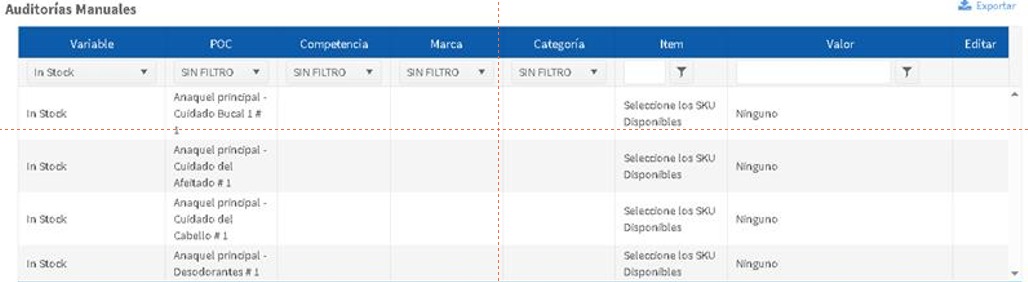 Auditorías Manuales
Exportar
Variable POC Competencia Marca Categoría Item Valor Editar
In Stock SIN FILTRO SIN FILTRO SIN FILTRO SIN FILTRO
Anaquel principal -
In Stock Cuidado Bucal 1 # Seleccione los SKU Ninguno
1 Disponibles
Anaquel principal -
In Stock Cuidado del Seleccione los SKU Ninguno
Afeitado # 1 Disponibles
Anaquel principal -
In Stock Cuidado del Seleccione los SKU Ninguno
Cabello # 1 Disponibles
In Stock Anaquel principal - Seleccione los SKU Ninguno
Desodorantes # 1 Disponibles